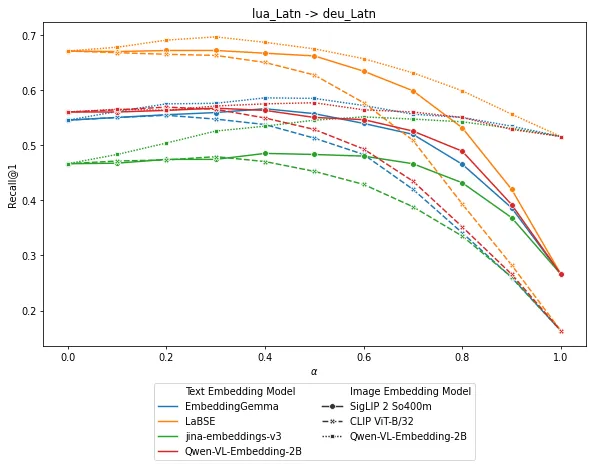 lua_Latn -> deu_Latn
Recall@1
0.7
0.6
0.5
0.4
0.3
0.2
0.0 0.2 0.4 0.6 0.8 1.0
α
Text Embedding Model
EmbeddingGemma
LaBSE
jina-embeddings-v3
Qwen-VL-Embedding-2B
Image Embedding Model
SigLIP 2 So400m
CLIP ViT-B/32
Qwen-VL-Embedding-2B